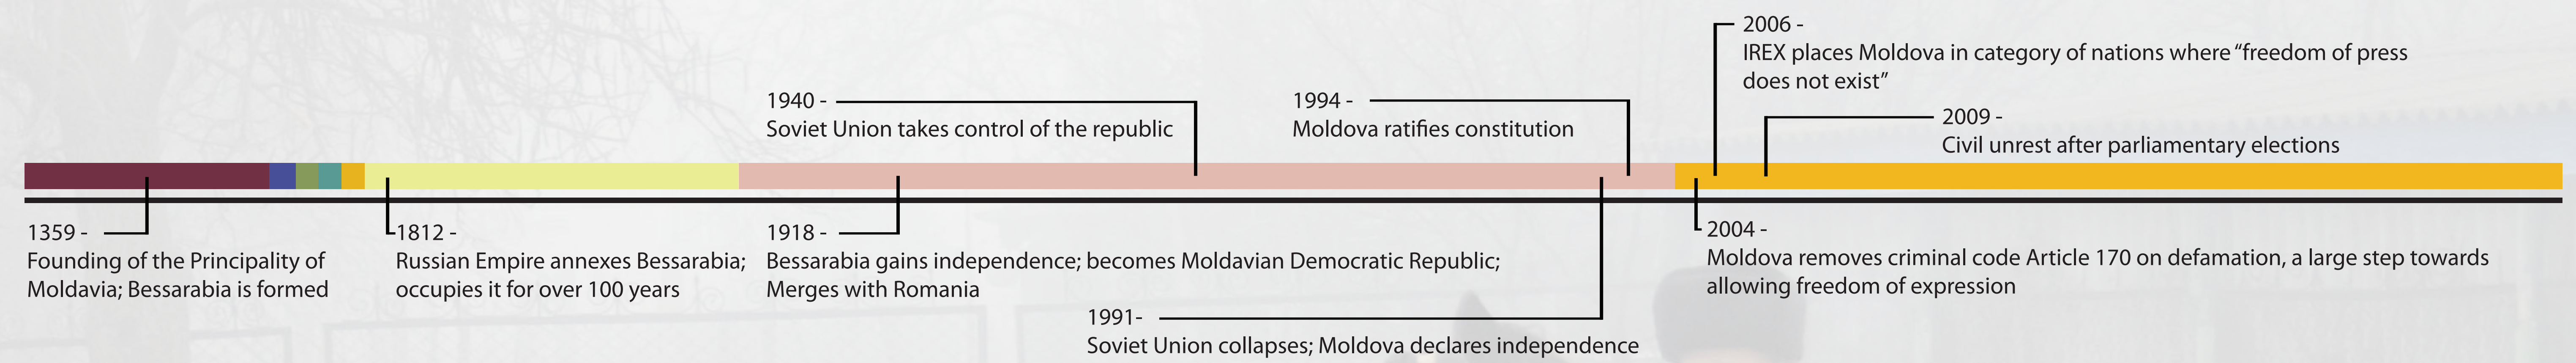 1359 -
Founding of the Principality of
Moldavia; Bessarabia is formed
1812 -
Russian Empire annexes Bessarabia;
occupies it for over 100 years
1918 -
Bessarabia gains independence; becomes Moldavian Democratic Republic;
Merges with Romania
1940 -
Soviet Union takes control of the republic
1991-
Soviet Union collapses; Moldova declares independence
1994 -
Moldova ratifies constitution
2004 -
Moldova removes criminal code Article 170 on defamation, a large step towards
allowing freedom of expression
2006 -
IREX places Moldova in category of nations where “freedom of press
does not exist”
2009 -
Civil unrest after parliamentary elections